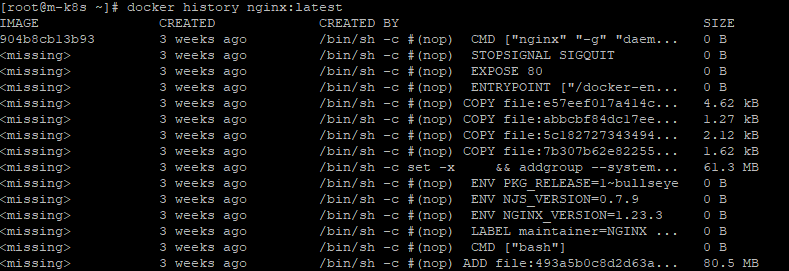 [root@m-k8s ~]# docker history nginx:latest
IMAGE CREATED CREATED BY SIZE
904b8cb13b93 3 weeks ago /bin/sh -c #(nop) CMD ["nginx" "-g" "daem... 0 B
<missing> 3 weeks ago /bin/sh -c #(nop) STOPSIGNAL SIGQUIT 0 B
<missing> 3 weeks ago /bin/sh -c #(nop) EXPOSE 80 0 B
<missing> 3 weeks ago /bin/sh -c #(nop) ENTRYPOINT ["/docker-en... 0 B
<missing> 3 weeks ago /bin/sh -c #(nop) COPY file:e57eef017a414c... 4.62 kB
<missing> 3 weeks ago /bin/sh -c #(nop) COPY file:abbcbf84dc17ee... 1.27 kB
<missing> 3 weeks ago /bin/sh -c #(nop) COPY file:5c182727343494... 2.12 kB
<missing> 3 weeks ago /bin/sh -c #(nop) COPY file:7b307b62e82255... 1.62 kB
<missing> 3 weeks ago /bin/sh -c set -x && addgroup --system... 61.3 MB
<missing> 3 weeks ago /bin/sh -c #(nop) ENV PKG_RELEASE=1~bullseye 0 B
<missing> 3 weeks ago /bin/sh -c #(nop) ENV NJS_VERSION=0.7.9 0 B
<missing> 3 weeks ago /bin/sh -c #(nop) ENV NGINX_VERSION=1.23.3 0 B
<missing> 3 weeks ago /bin/sh -c #(nop) LABEL maintainer=NGINX ... 0 B
<missing> 3 weeks ago /bin/sh -c #(nop) CMD ["bash"] 0 B
<missing> 3 weeks ago /bin/sh -c #(nop) ADD file:493a5b0c8d2d63a... 80.5 MB